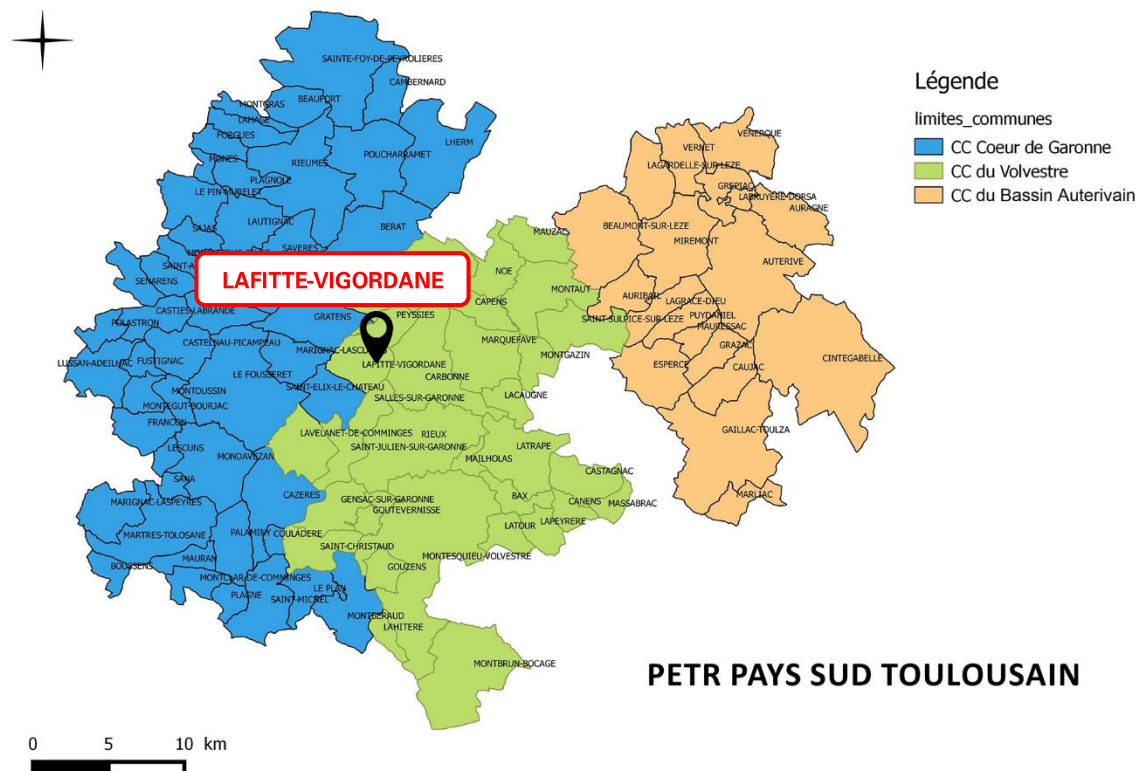 SAINTE-FOY-DE-PEYROLIERES
CAMBERNARD
MONTGRAS
BEAUFORT
LAHAGE
FORGUES
LHERM
POUCHARRAMET
RIEUMES
MONES
PLAGNOLE
LE PIN-MURELET
LAUTIGNAC
SAJAS
BERAT
SAVERES
SAINT-A
SENARENS
LAFITTE-VIGORDANE
CASTIES-LABRANDE
GRATENS
PEYSSIES
POLASTRON
CASTELNAU-PICAMPEAU
MARIGNAC-LASCL
LUSSAN-ADEILHAC
FUSTIGNAC
LE FOUSSERET
LAFITTE-VIGORDANE
CARBONNE
SAINT-ELIX-LE-CHATEAU
MONTOUSSIN
SALLES-SUR-GARONNE
MONTEGUT-BOURJAC
FRANCON
LAVELANET-DE-COMMINGES
RIEUX
LESCUNS
SAINT-JULIEN-SUR-GARONNE
LATRAPE
MONDAVEZAN
MAILHOLAS
SANA
CASTAGNAC
CAZERES
GENSAC-SUR-GARONNE
BAX
CANENS
MASSABRAC
MARIGNAC-LASPEYRES
GOUTEVERNISSE
LATOUR
LAPEYRERE
MARTRES-TOLOSANE
PALAMINY
COULADERE
SAINT-CHRISTAUD
MONTESQUIEU-VOLVESTRE
MAURAN
BOUSSENS
GOUZENS
MONTCLAR-DE-COMMINGES
LE PLAN
PLAGNE
SAINT-MICHEL
MONTBERAUD
LAHITERE
MONTBRUN-BOCAGE
MAUZAC
NOE
CAPENS
MONTAUT
MARQUEFAVE
SAINT-SULPICE-SUR-LEZE
MONTGAZIN
LACAUGNE
VENERQUE
VERNET
LAGARDELLE-SUR-LEZE
GREPIAC
LABRUYERE-DORSA
AURAGNE
BEAUMONT-SUR-LEZE
MIREMONT
AUTERIVE
AURIBAIL
LAGRACE-DIEU
PUYDANIEL
MAURESSAC
GRAZAC
CINTEGABELLE
ESPERCE
CAUJAC
GAILLAC-TOULZA
MARLIAC
Légende
limites_communes
CC Coeur de Garonne
CC du Volvestre
CC du Bassin Auterivain
PETR PAYS SUD TOULOUSAIN
0 5 10 km